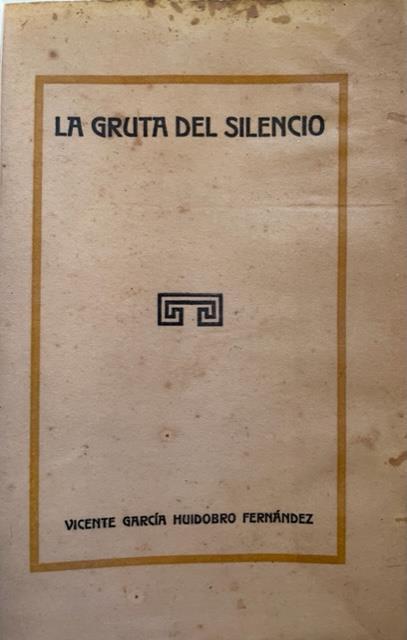 LA GRUTA DEL SILENCIO
VICENTE GARCÍA HUIDOBRO FERNÁNDEZ